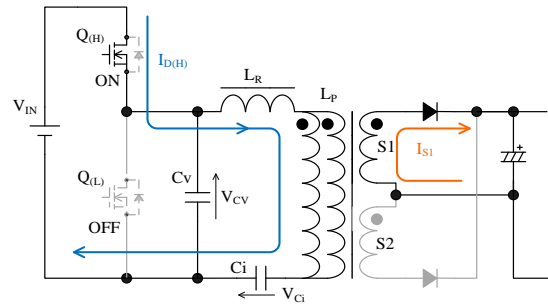 Q(H)
ID(H)
ON
LR
LP
VIN
S1
IS1
Q(L)
Cv
VCV
OFF
S2
Ci
VCi
+